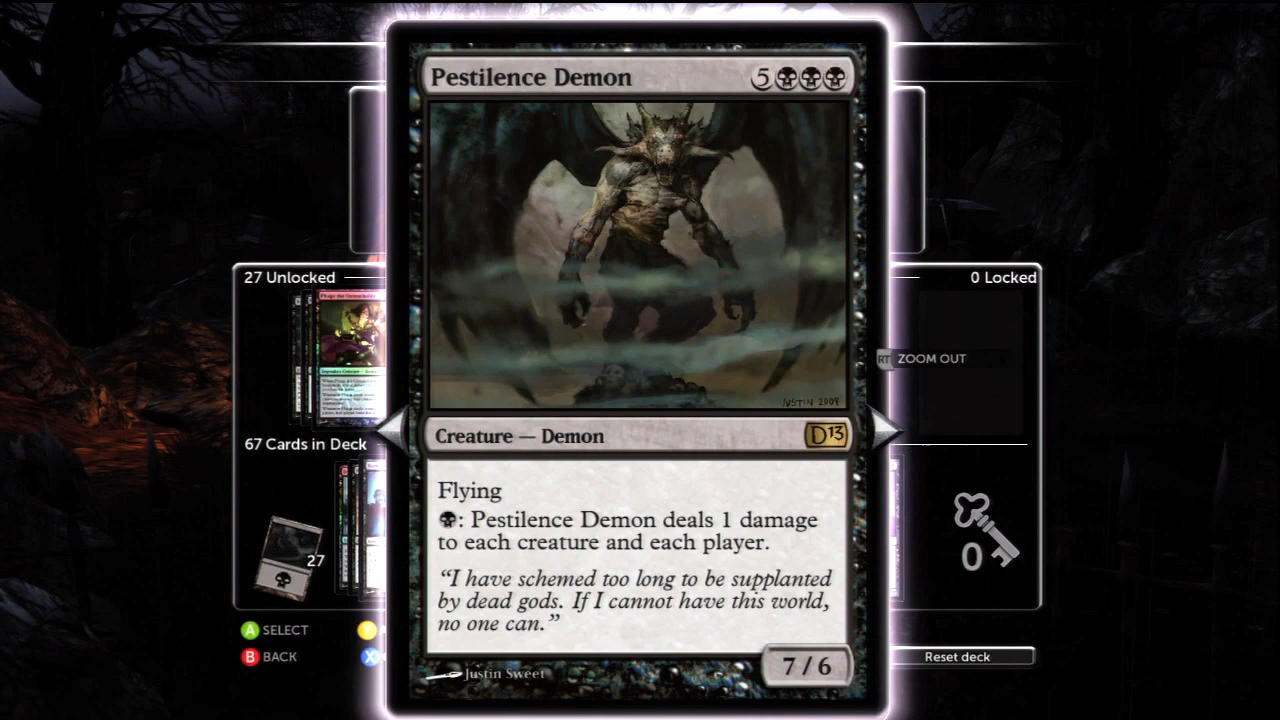 Pestilence Demon 5
27 Unlocked
0 Locked
RT ZOOM OUT
JUSTIN 2009
67 Cards in Deck
Creature — Demon D13
Flying
: Pestilence Demon deals 1 damage
to each creature and each player.
"I have schemed too long to be supplanted
by dead gods. If I cannot have this world,
no one can."
27
0
7 / 6
Justin Sweet
A SELECT
Y
B BACK
X
Reset deck